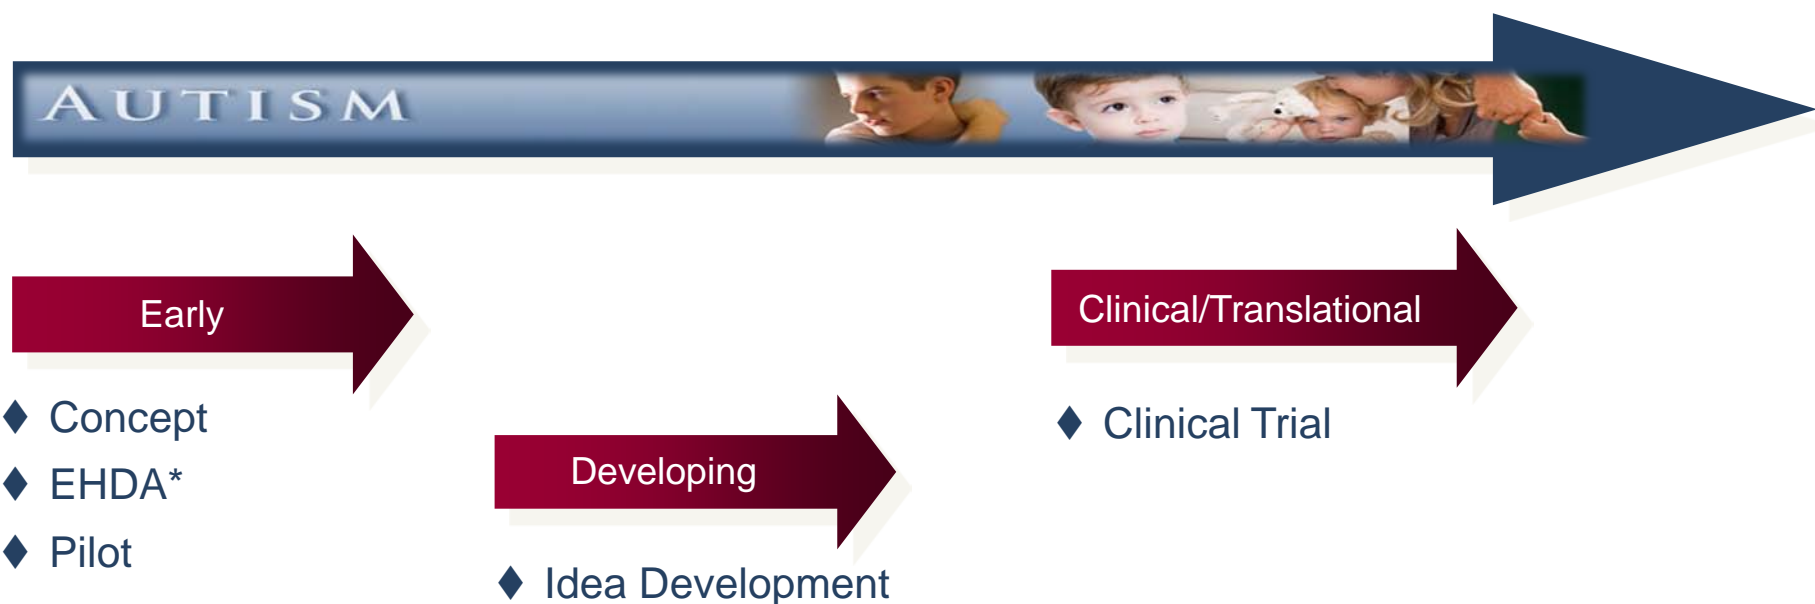 AUTISM
Early
♦ Concept
♦ EHDA*
♦ Pilot
Developing
♦ Idea Development
Clinical/Translational
♦ Clinical Trial